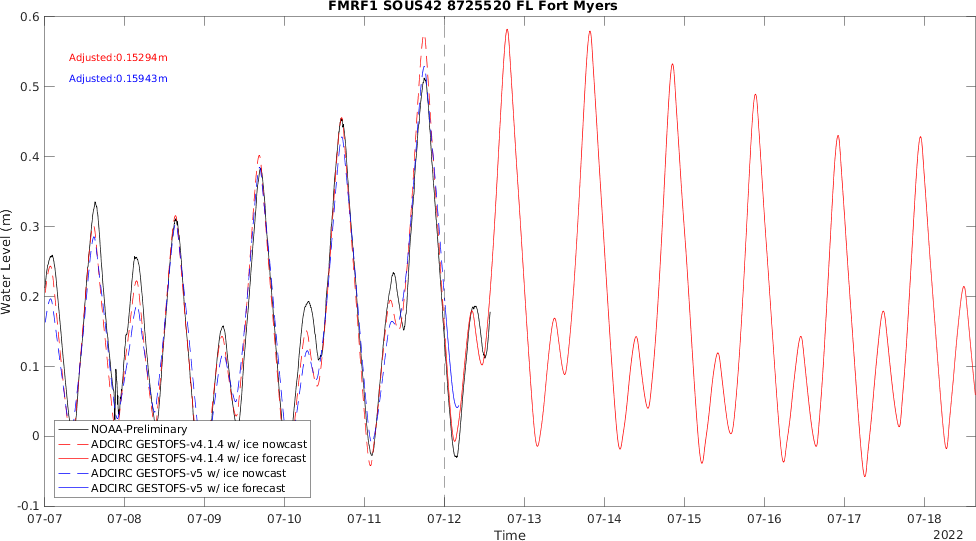 FMRF1 SOUS42 8725520 FL Fort Myers
Adjusted:0.15294m
Adjusted:0.15943m
Water Level (m)
0.6
0.5
0.4
0.3
0.2
0.1
0
-0.1
NOAA-Preliminary
ADCIRC GESTOFS-v4.1.4 w/ ice nowcast
ADCIRC GESTOFS-v4.1.4 w/ ice forecast
ADCIRC GESTOFS-v5 w/ ice nowcast
ADCIRC GESTOFS-v5 w/ ice forecast
07-07 07-08 07-09 07-10 07-11 07-12 07-13 07-14 07-15 07-16 07-17 07-18
Time
2022